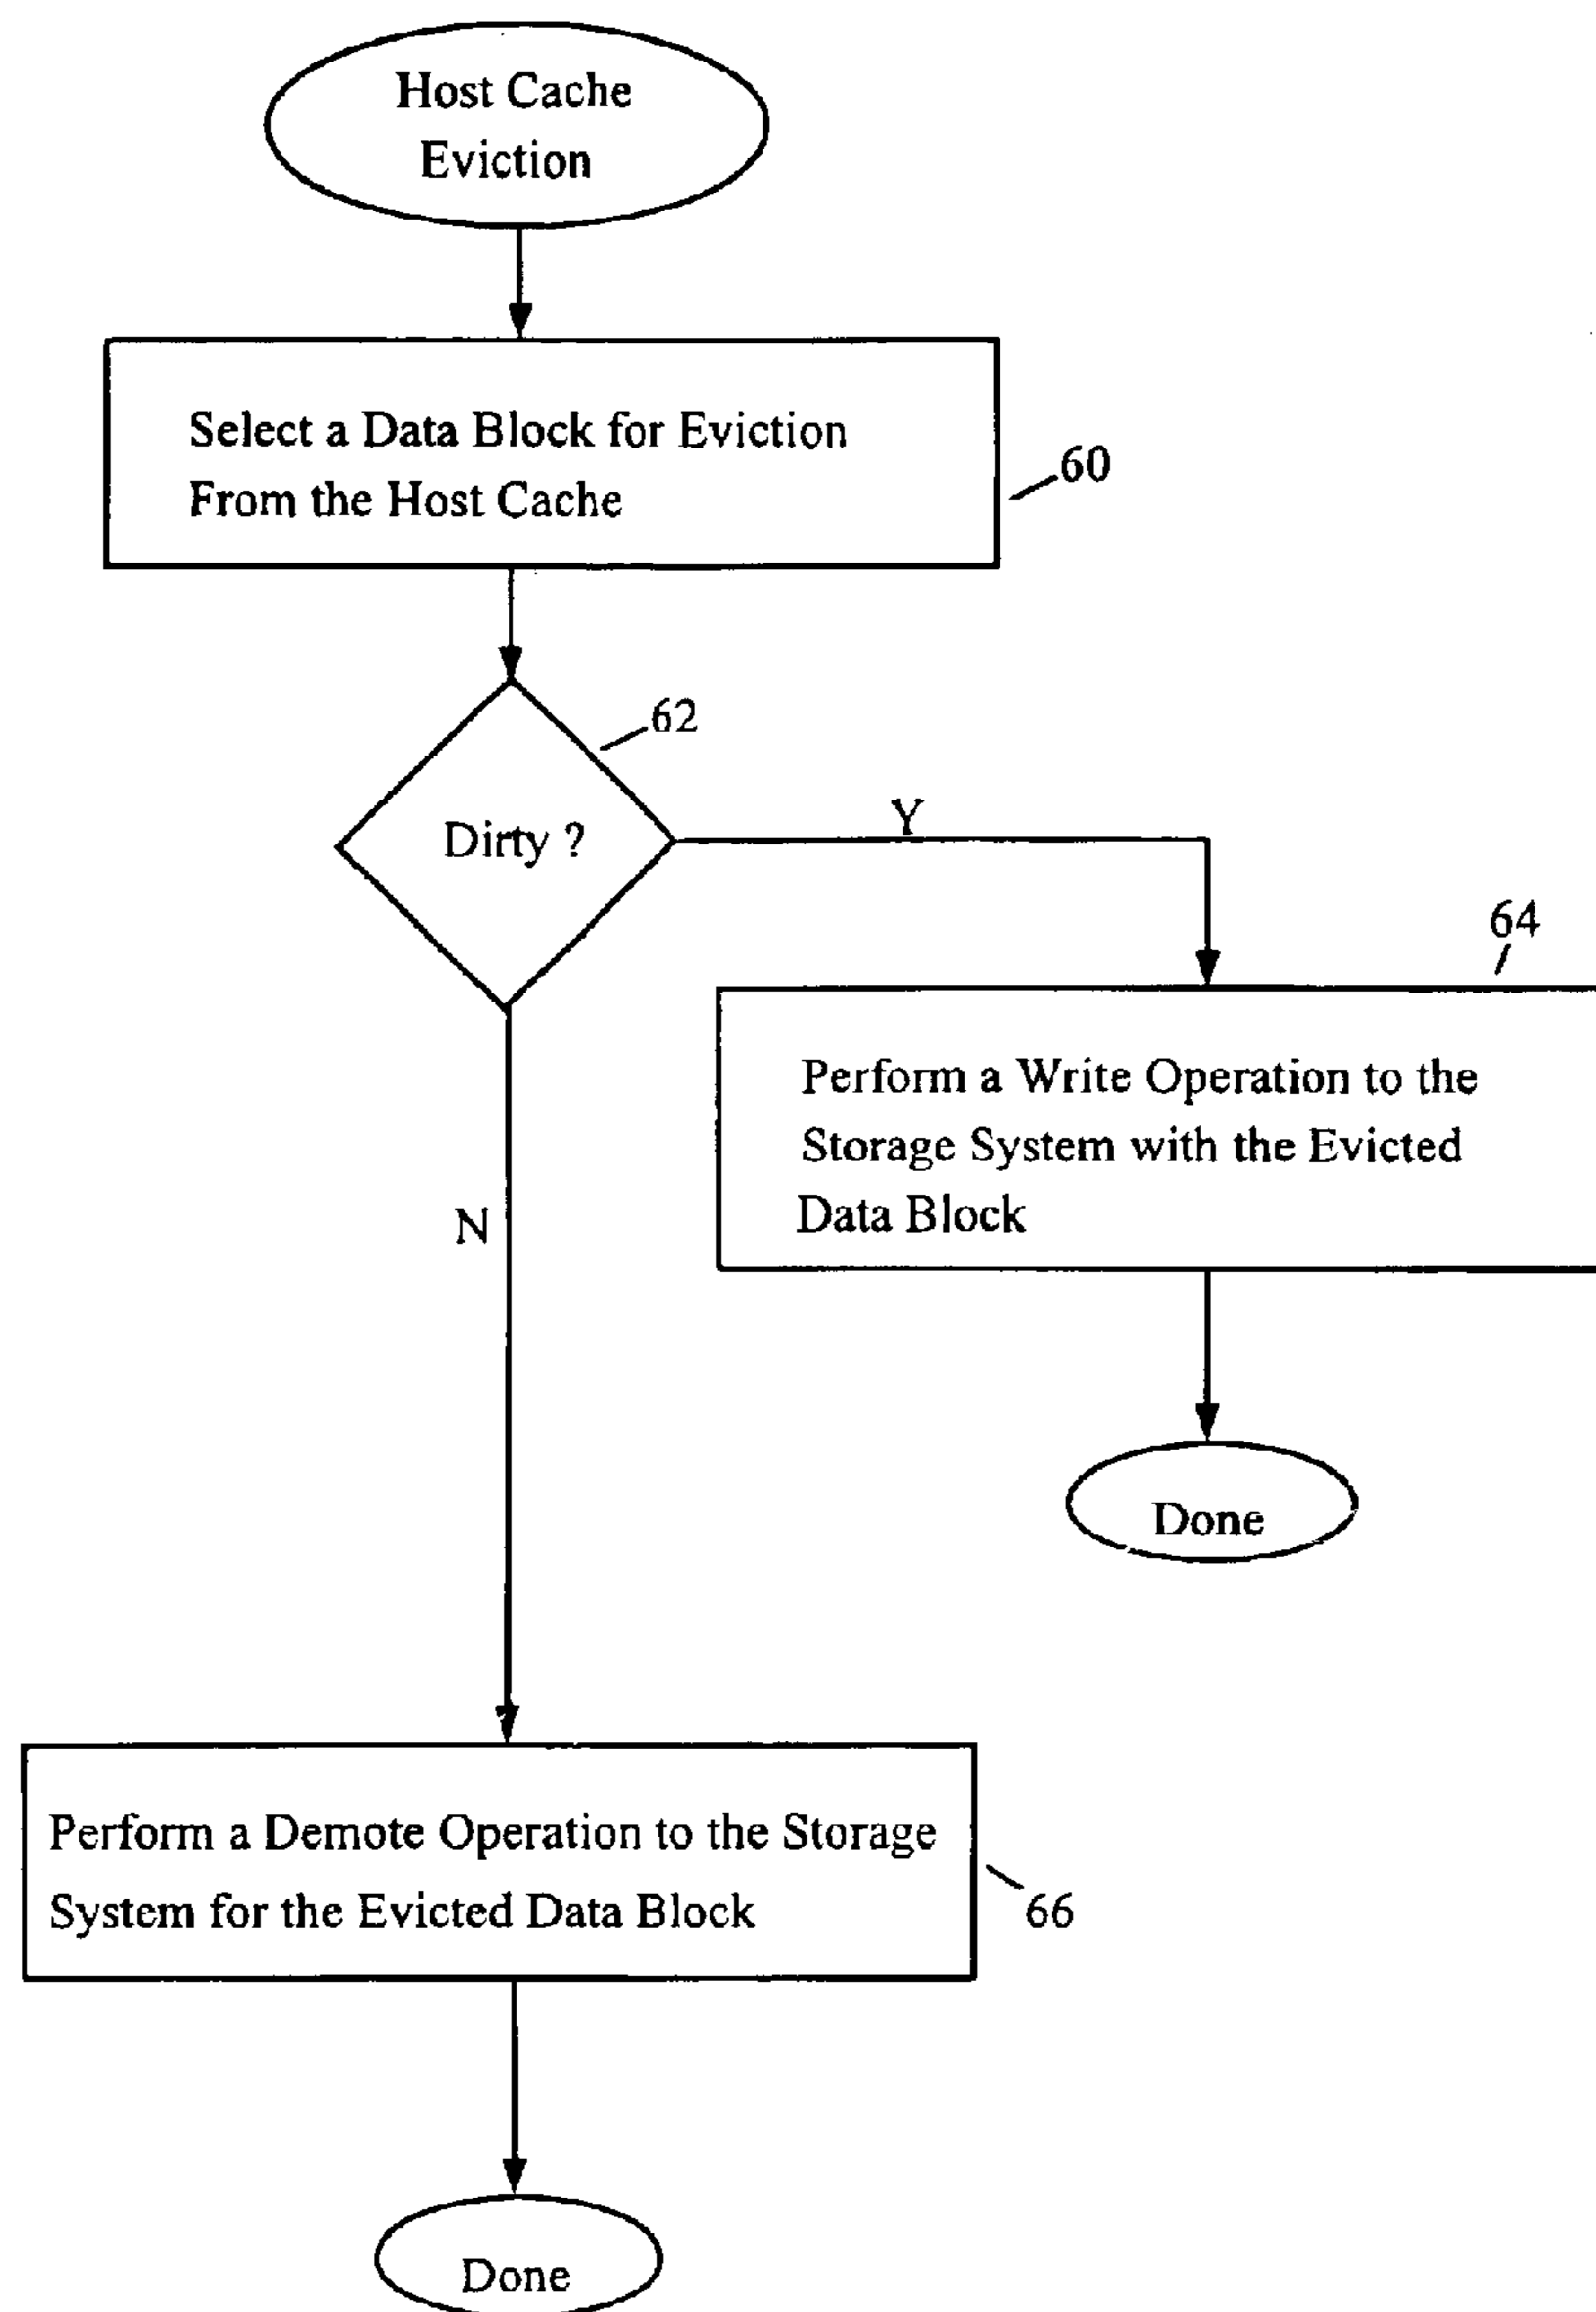 Host Cache
Eviction
Select a Data Block for Eviction
From the Host Cache
60
62
Dirty ?
Y
64
Perform a Write Operation to the
Storage System with the Evicted
Data Block
N
Done
Perform a Demote Operation to the Storage
System for the Evicted Data Block
66
Done